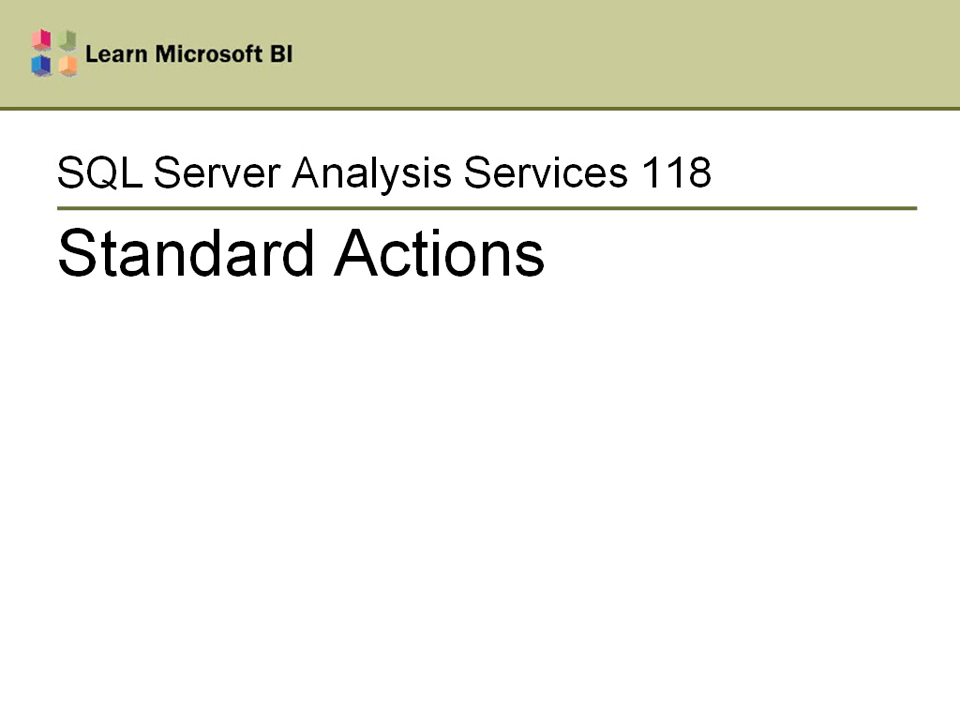 Learn Microsoft BI
SQL Server Analysis Services 118
Standard Actions